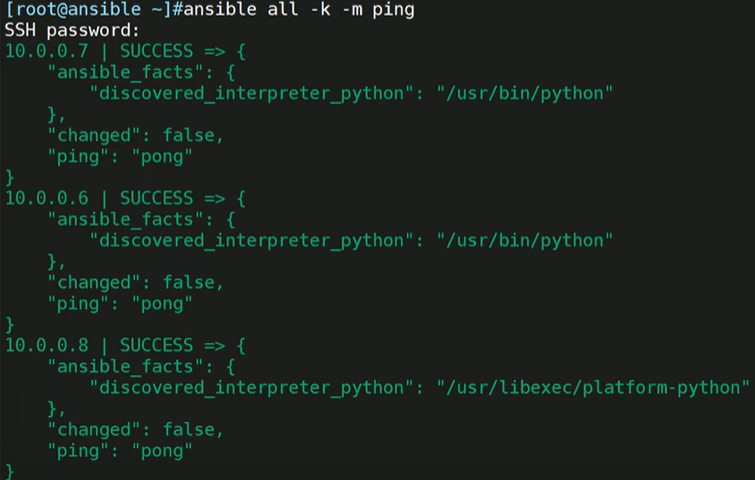 [root@ansible ~]#ansible all -k -m ping
SSH password:
10.0.0.7 | SUCCESS => {
    "ansible_facts": {
        "discovered_interpreter_python": "/usr/bin/python"
    },
    "changed": false,
    "ping": "pong"
}
10.0.0.6 | SUCCESS => {
    "ansible_facts": {
        "discovered_interpreter_python": "/usr/bin/python"
    },
    "changed": false,
    "ping": "pong"
}
10.0.0.8 | SUCCESS => {
    "ansible_facts": {
        "discovered_interpreter_python": "/usr/libexec/platform-python"
    },
    "changed": false,
    "ping": "pong"
}